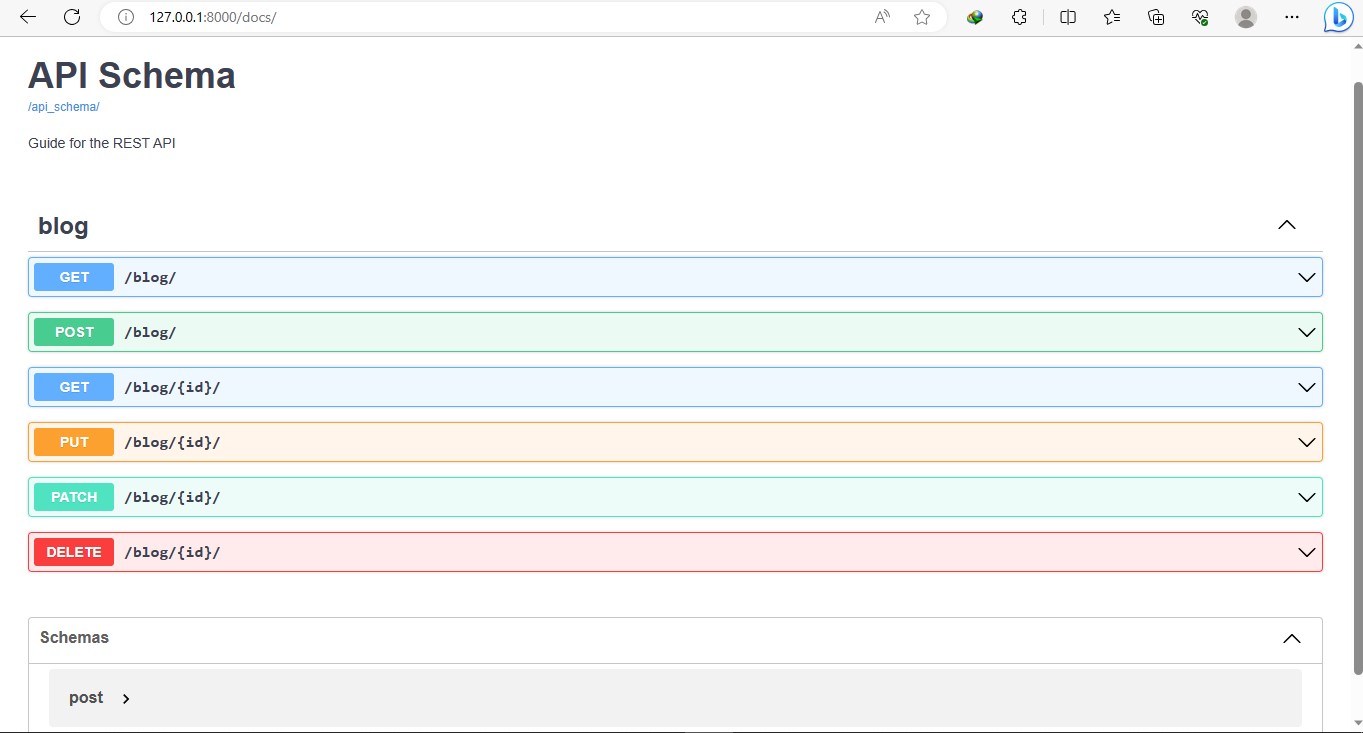 127.0.0.1:8000/docs/
API Schema
/api_schema/
Guide for the REST API
blog
GET /blog/
POST /blog/
GET /blog/{id}/
PUT /blog/{id}/
PATCH /blog/{id}/
DELETE /blog/{id}/
Schemas
post